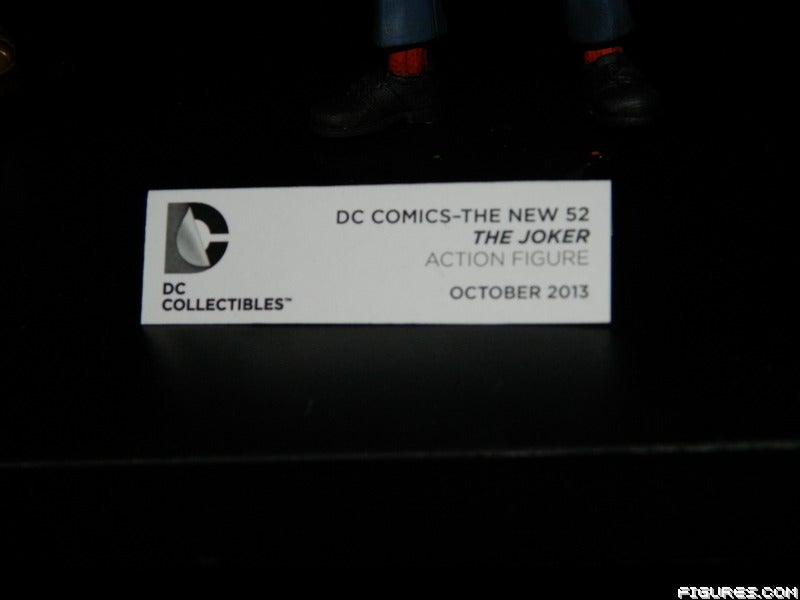 DC COMICS–THE NEW 52
THE JOKER
ACTION FIGURE
OCTOBER 2013
DC
COLLECTIBLES™
FIGURES.COM